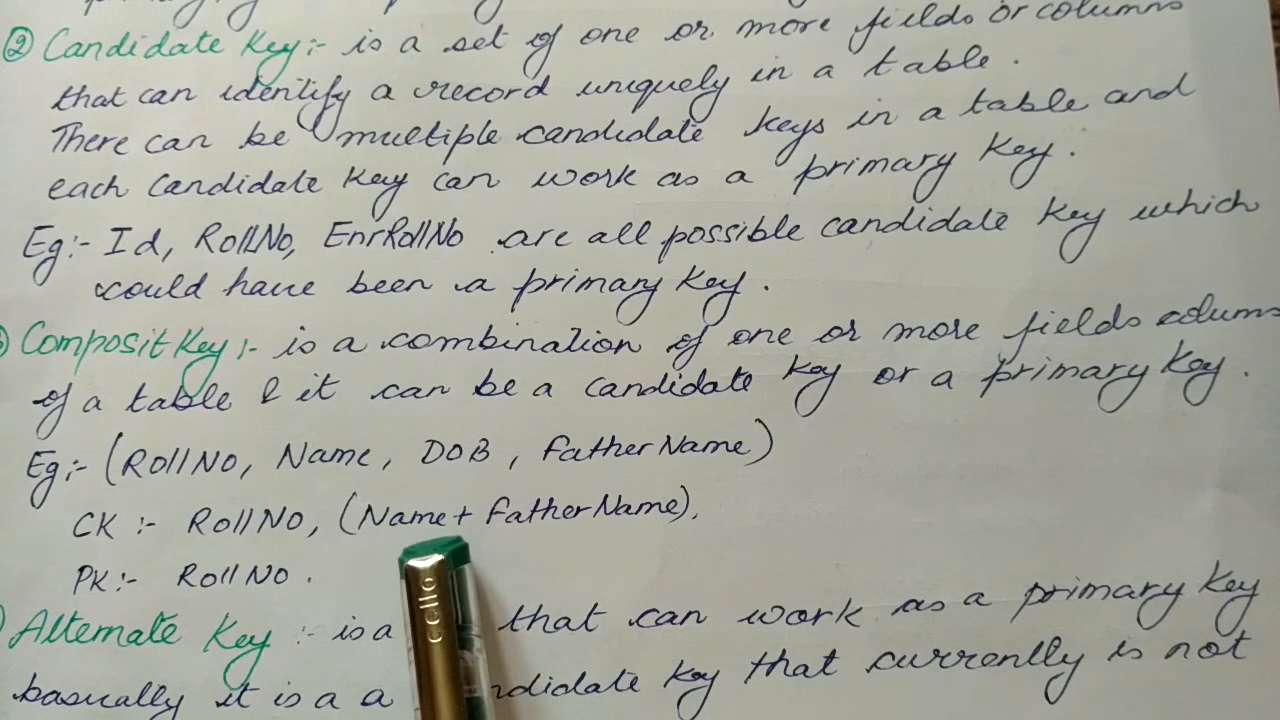 ② Candidate Key:- is a set of one or more fields or columns
that can identify a record uniquely in a table.
There can be multiple candidate keys in a table and
each candidate key can work as a primary key.
Eg:- Id, RollNo, EnrRollNo are all possible candidate key which
could have been a primary key.
Composit Key:- is a combination of one or more fields colums
of a table & it can be a candidate key or a primary key.
Eg:- (RollNo, Name, DOB, FatherName)
CK:- RollNo, (Name+FatherName),
PK:- RollNo.
Alternate Key:- is a that can work as a primary key
basically it is a a ndidate key that currently is not
cello